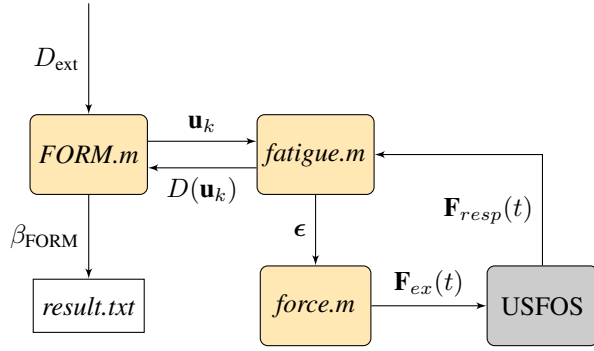 D_ext
u_k
FORM.m
fatigue.m
D(u_k)
F_resp(t)
β_FORM
ϵ
F_ex(t)
result.txt
force.m
USFOS